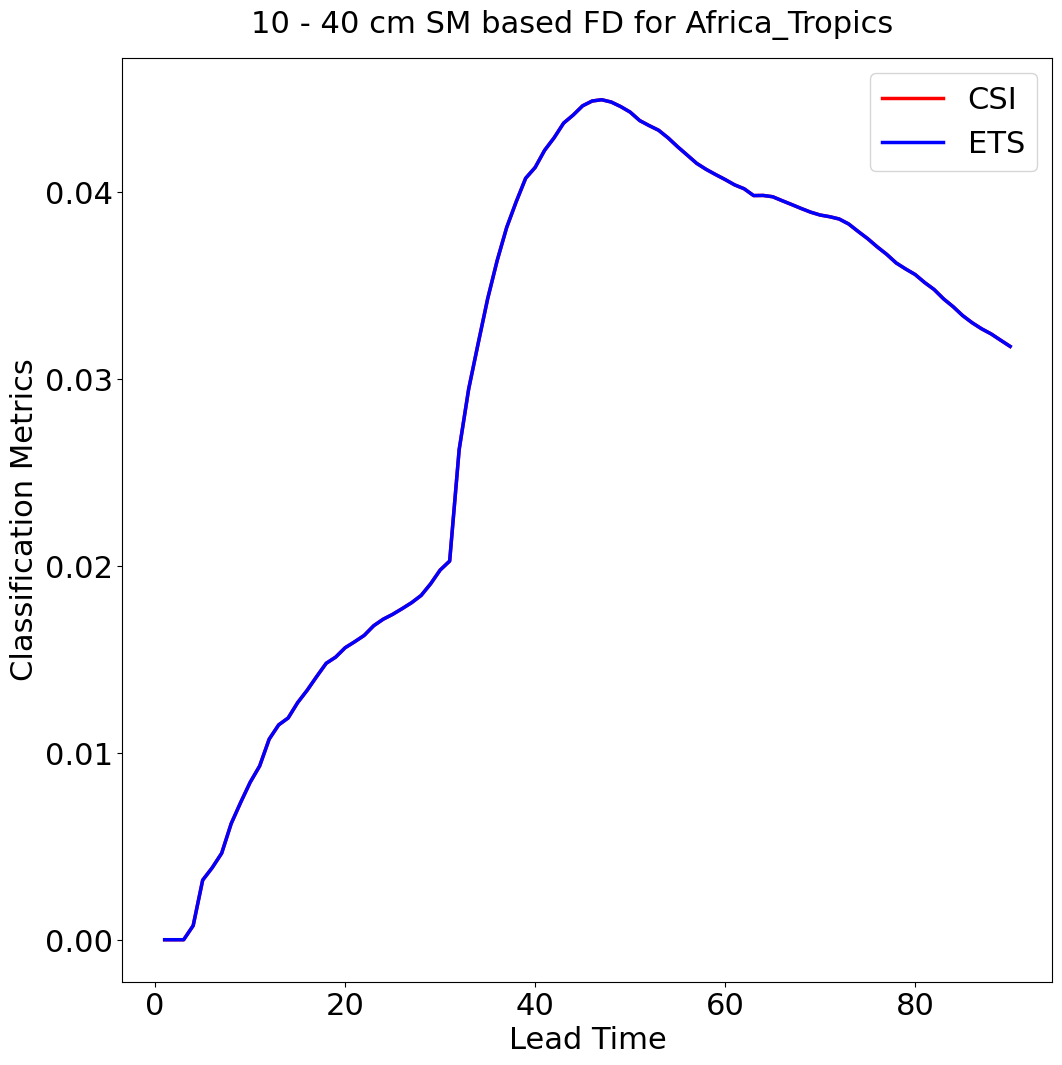 10 - 40 cm SM based FD for Africa_Tropics
CSI
ETS
Classification Metrics
0.04
0.03
0.02
0.01
0.00
0 20 40 60 80
Lead Time